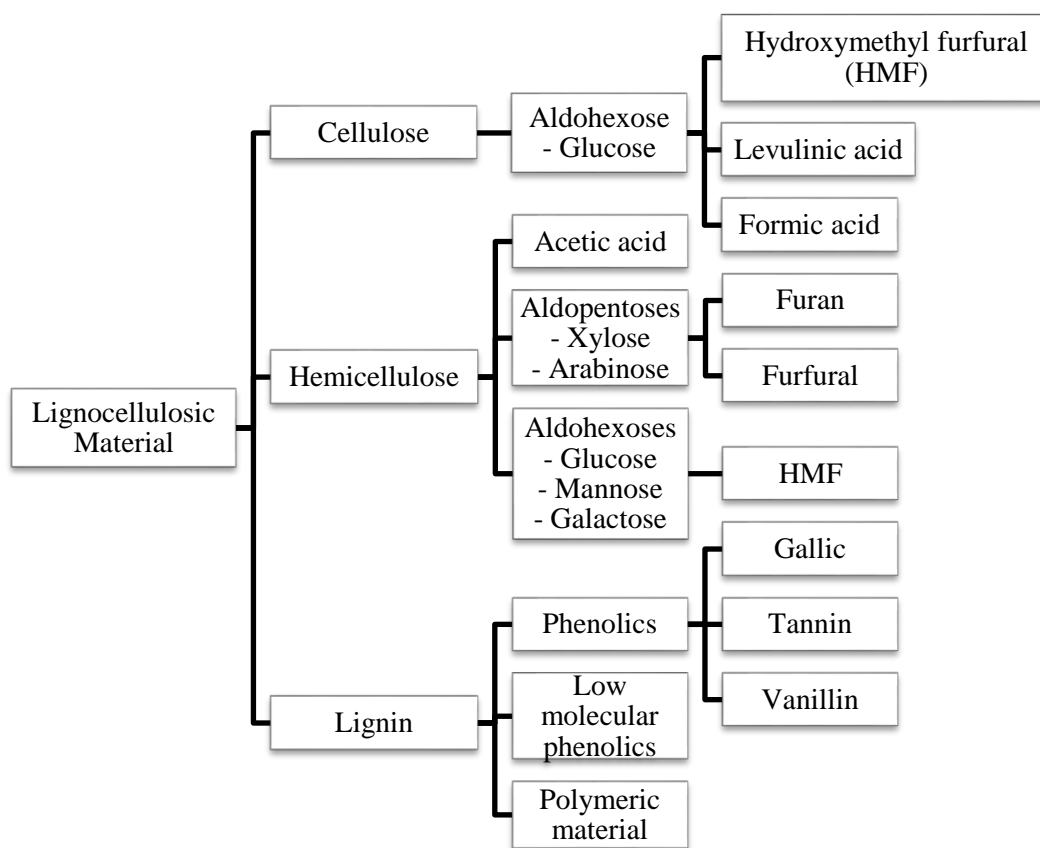 Lignocellulosic
Material
Cellulose
Aldohexose
- Glucose
Hydroxymethyl furfural
(HMF)
Levulinic acid
Formic acid
Hemicellulose
Acetic acid
Aldopentoses
- Xylose
- Arabinose
Furan
Furfural
Aldohexoses
- Glucose
- Mannose
- Galactose
HMF
Lignin
Phenolics
Gallic
Tannin
Vanillin
Low
molecular
phenolics
Polymeric
material